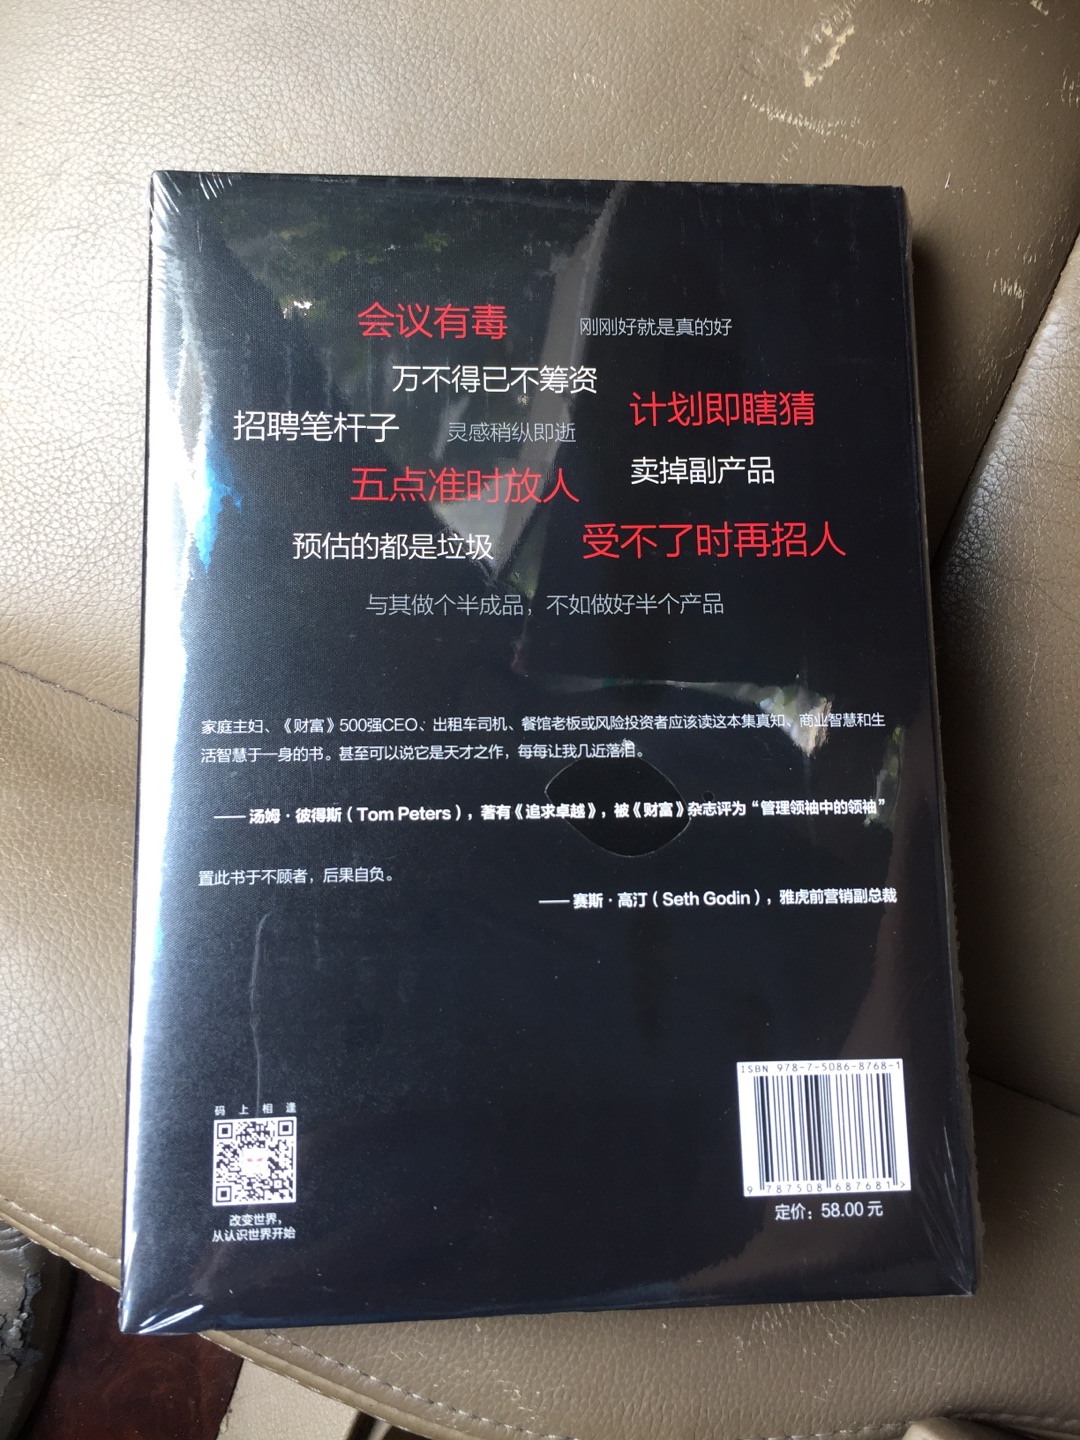 会议有毒
刚刚好就是真的好
万不得已不筹资
计划即瞎猜
招聘笔杆子
灵感稍纵即逝
卖掉副产品
五点准时放人
受不了时再招人
预估的都是垃圾
与其做个半成品，不如做好半个产品
家庭主妇、《财富》500强CEO、出租车司机、餐馆老板或风险投资者应该读这本集真知、商业智慧和生
活智慧于一身的书。甚至可以说它是天才之作，每每让我几近落泪。
—— 汤姆·彼得斯（Tom Peters），著有《追求卓越》，被《财富》杂志评为“管理领袖中的领袖”
置此书于不顾者，后果自负。
—— 赛斯·高汀（Seth Godin），雅虎前营销副总裁
ISBN 978-7-5086-8768-1
9 787508 687681 >
定价：58.00 元
码上相逢
改变世界，
从认识世界开始